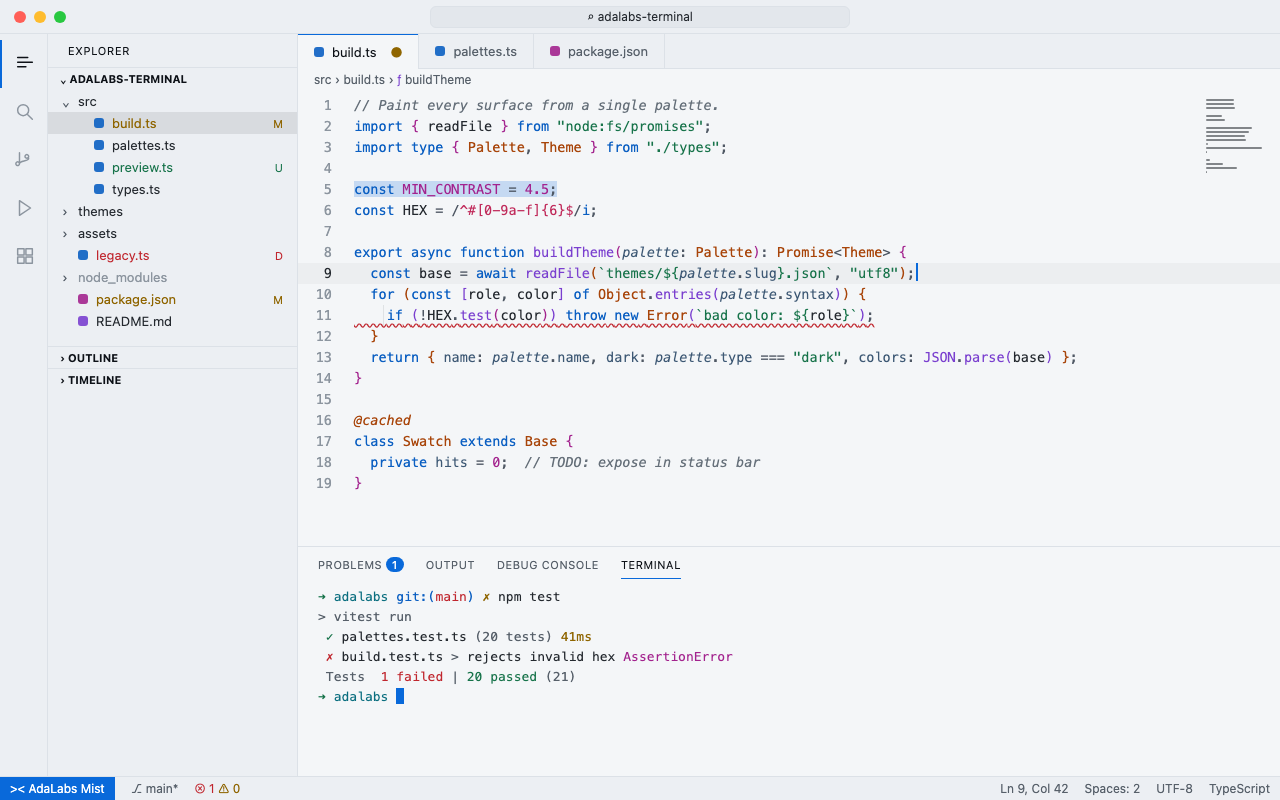 adalabs-terminal
EXPLORER
ADALABS-TERMINAL
src
build.ts M
palettes.ts
preview.ts U
types.ts
themes
assets
legacy.ts D
node_modules
package.json M
README.md
OUTLINE
TIMELINE
build.ts palettes.ts package.json
src › build.ts › ƒ buildTheme
1 // Paint every surface from a single palette.
2 import { readFile } from "node:fs/promises";
3 import type { Palette, Theme } from "./types";
4
5 const MIN_CONTRAST = 4.5;
6 const HEX = /^#[0-9a-f]{6}$/i;
7
8 export async function buildTheme(palette: Palette): Promise<Theme> {
9 const base = await readFile(`themes/${palette.slug}.json`, "utf8");
10 for (const [role, color] of Object.entries(palette.syntax)) {
11 if (!HEX.test(color)) throw new Error(`bad color: ${role}`);
12 }
13 return { name: palette.name, dark: palette.type === "dark", colors: JSON.parse(base) };
14 }
15
16 @cached
17 class Swatch extends Base {
18 private hits = 0; // TODO: expose in status bar
19 }
PROBLEMS 1 OUTPUT DEBUG CONSOLE TERMINAL
➜ adalabs git:(main) ✗ npm test
> vitest run
✓ palettes.test.ts (20 tests) 41ms
✗ build.test.ts > rejects invalid hex AssertionError
Tests 1 failed | 20 passed (21)
➜ adalabs
>< AdaLabs Mist ⎇ main* ⊗ 1 ⚠ 0 Ln 9, Col 42 Spaces: 2 UTF-8 TypeScript